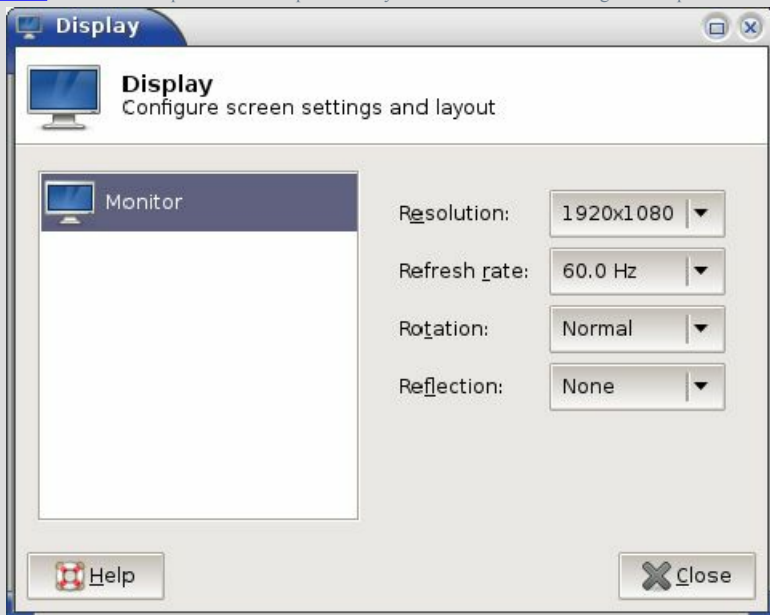 Display
Display
Configure screen settings and layout
Monitor
Resolution: 1920x1080
Refresh rate: 60.0 Hz
Rotation: Normal
Reflection: None
Help
Close